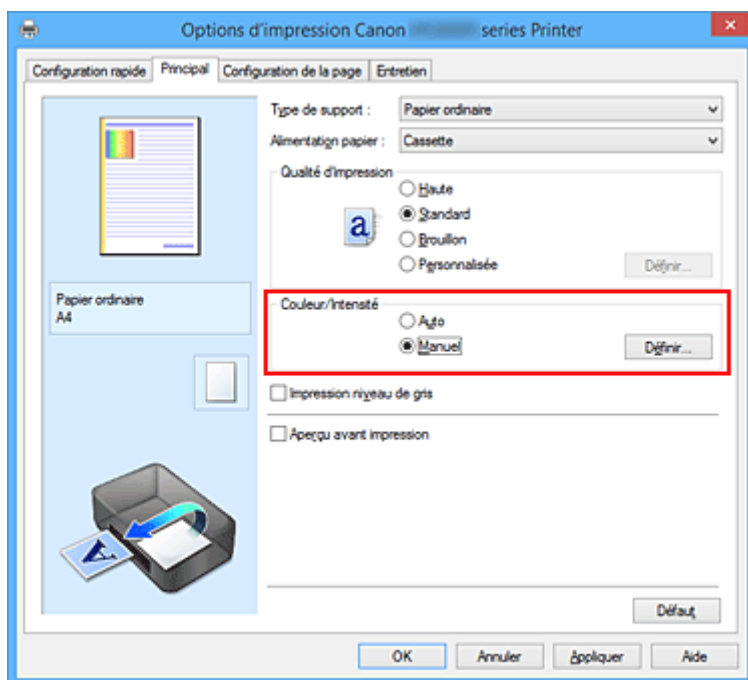 Options d'impression Canon series Printer
Configuration rapide Principal Configuration de la page Entretien
Type de support : Papier ordinaire
Alimentation papier : Cassette
Qualité d'impression
Haute
a
Standard
Brouillon
Personnalisée Définir...
Papier ordinaire
A4
Couleur/Intensité
Auto
Manuel Définir...
Impression niveau de gris
Aperçu avant impression
A
Défaut
OK Annuler Appliquer Aide